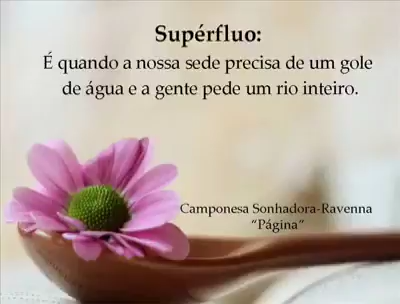 Supérfluo:
É quando a nossa sede precisa de um gole
de água e a gente pede um rio inteiro.
Camponesa Sonhadora-Ravenna
“Página”